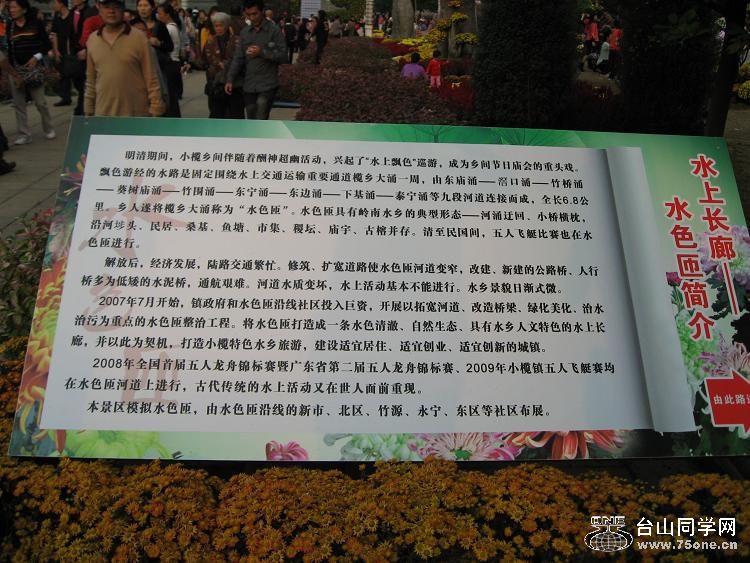 水上长廊——
水色匝简介
明清期间，小榄乡间伴随着酬神超幽活动，兴起了“水上飘色”巡游，成为乡间节日庙会的重头戏。
飘色游经的水路是固定围绕水上交通运输重要通道榄乡大涌一周，由东庙涌——滘口涌——竹桥涌
——葵树庙涌——竹围涌——东宁涌——东边涌——下基涌——泰宁涌等九段河道连接而成，全长6.8公
里。乡人遂将榄乡大涌称为“水色匝”。水色匝具有岭南水乡的典型形态——河涌迂回、小桥横枕，
沿河埗头、民居、桑基、鱼塘、市集、稷坛、庙宇、古榕并存。清至民国间，五人飞艇比赛也在水
色匝进行。
解放后，经济发展，陆路交通繁忙。修筑、扩宽道路使水色匝河道变窄，改建、新建的公路桥、人行
桥多为低矮的水泥桥，通航艰难。河道水质变坏，水上活动基本不能进行。水乡景貌日渐式微。
2007年7月开始，镇政府和水色匝沿线社区投入巨资，开展以拓宽河道、改造桥梁、绿化美化、治水
治污为重点的水色匝整治工程。将水色匝打造成一条水色清澈、自然生态、具有水乡人文特色的水上长
廊，并以此为契机，打造小榄特色水乡旅游，建设适宜居住、适宜创业、适宜创新的城镇。
2008年全国首届五人龙舟锦标赛暨广东省第二届五人龙舟锦标赛、2009年小榄镇五人飞艇赛均
在水色匝河道上进行，古代传统的水上活动又在世人面前重现。
本景区模拟水色匝，由水色匝沿线的新市、北区、竹源、永宁、东区等社区布展。
由此路
台山同学网
www.75one.cn